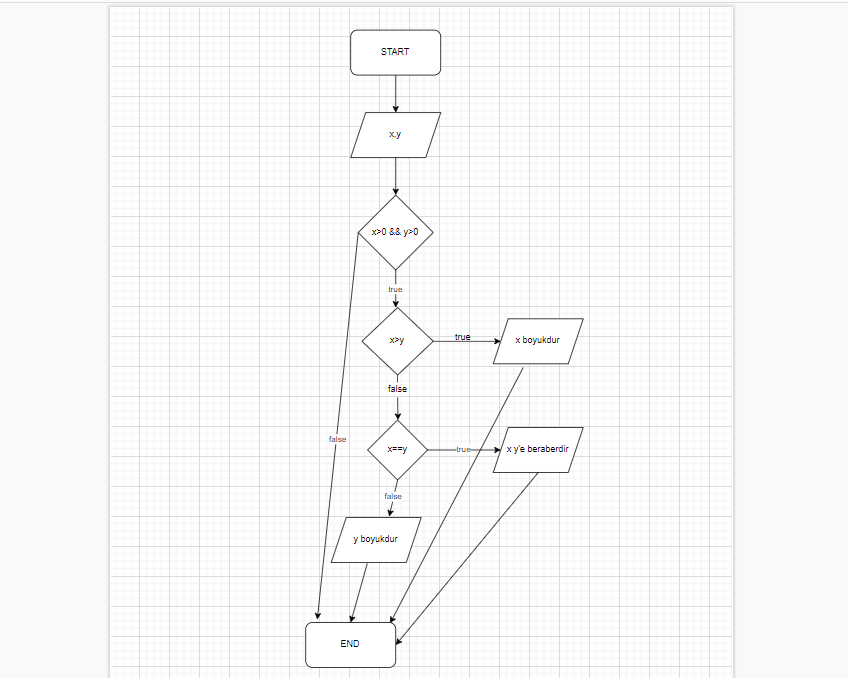 START
x,y
x>0 && y>0
true
x>y
true
x boyukdur
false
x==y
true
x y'e beraberdir
false
false
y boyukdur
END